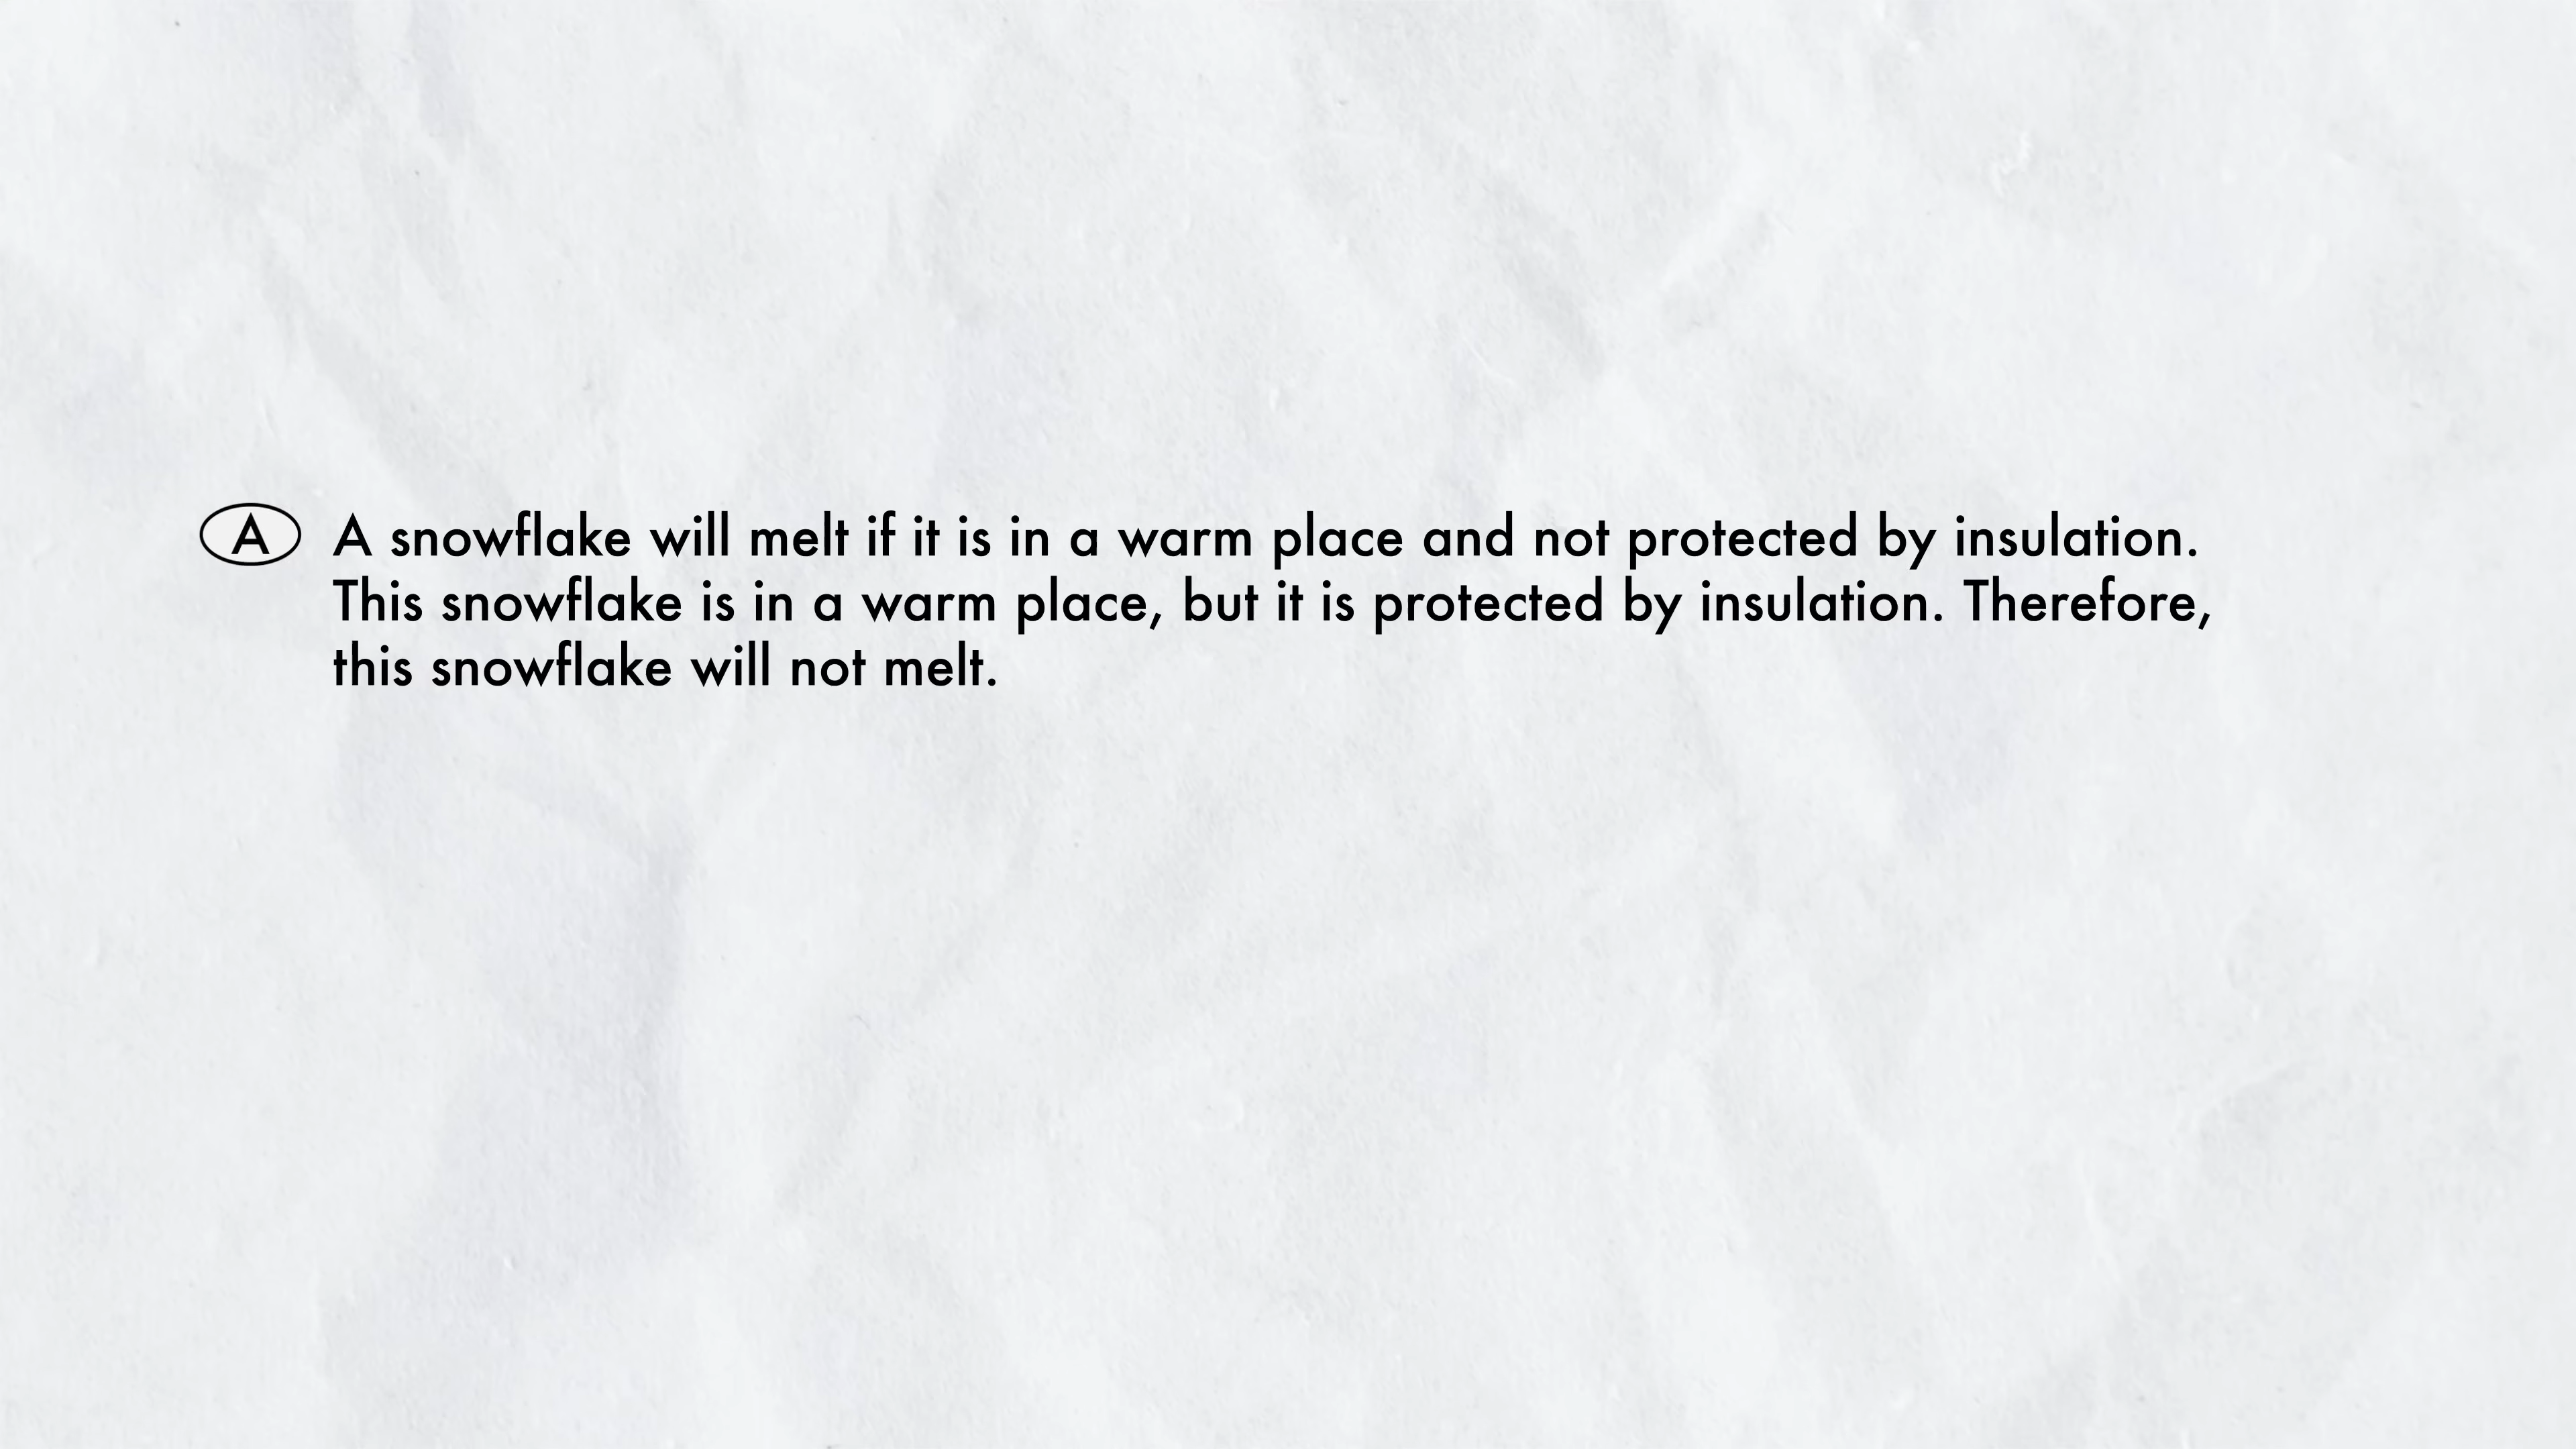 A A snowflake will melt if it is in a warm place and not protected by insulation.
This snowflake is in a warm place, but it is protected by insulation. Therefore,
this snowflake will not melt.